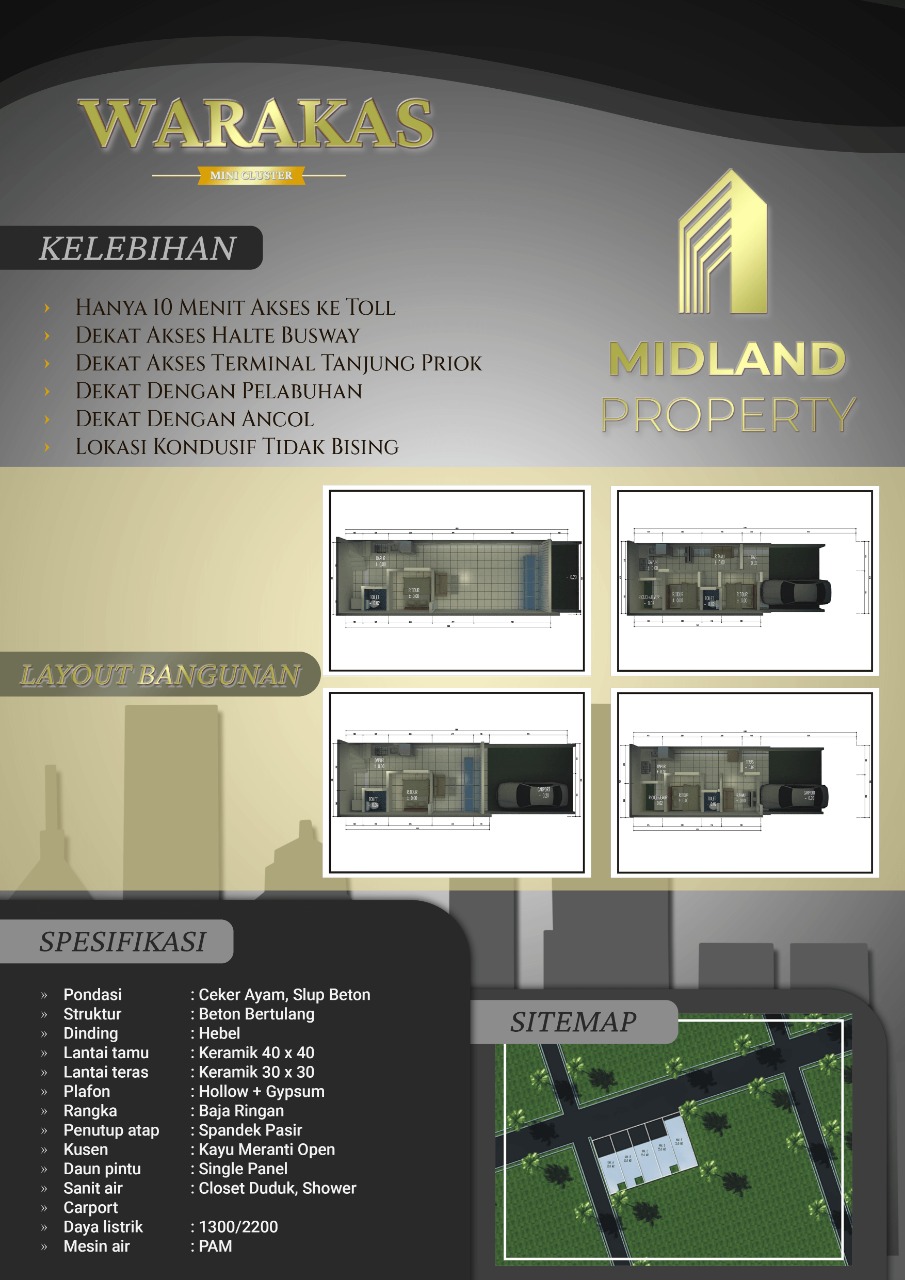 WARAKAS
MINI CLUSTER
KELEBIHAN
Hanya 10 Menit Akses ke Toll
Dekat Akses Halte Busway
Dekat Akses Terminal Tanjung Priok
Dekat Dengan Pelabuhan
Dekat Dengan Ancol
Lokasi Kondusif Tidak Bising
MIDLAND
PROPERTY
LAYOUT BANGUNAN
SPESIFIKASI
» Pondasi : Ceker Ayam, Slup Beton
» Struktur : Beton Bertulang
» Dinding : Hebel
» Lantai tamu : Keramik 40 x 40
» Lantai teras : Keramik 30 x 30
» Plafon : Hollow + Gypsum
» Rangka : Baja Ringan
» Penutup atap : Spandek Pasir
» Kusen : Kayu Meranti Open
» Daun pintu : Single Panel
» Sanit air : Closet Duduk, Shower
» Carport
» Daya listrik : 1300/2200
» Mesin air : PAM
SITEMAP